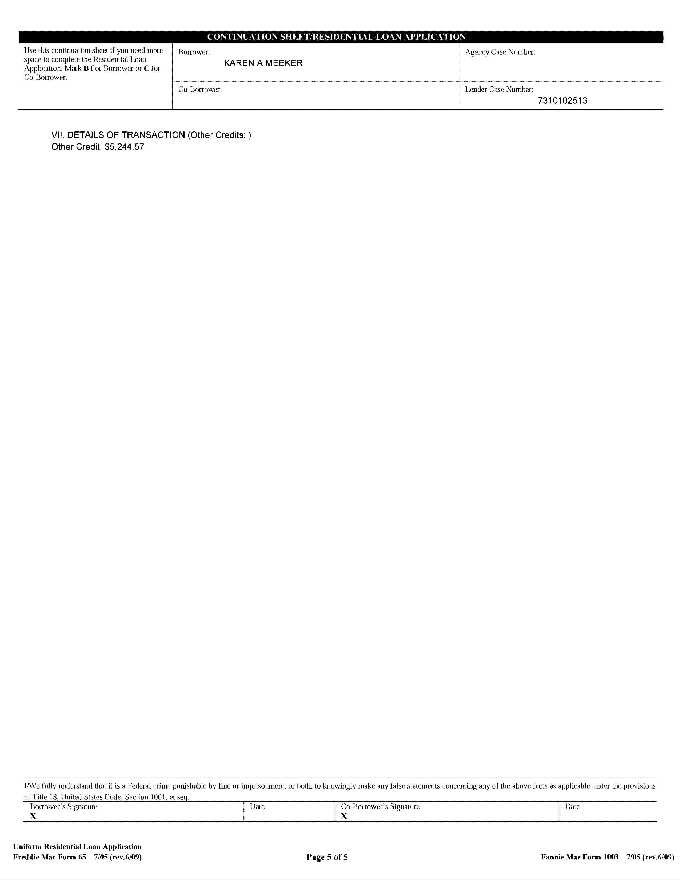 CONTINUATION SHEET/RESIDENTIAL LOAN APPLICATION
Use this continuation sheet if you need more
space to complete the Residential Loan
Application. Mark B for Borrower or C for
Co-Borrower.
Borrower:
KAREN A MEEKER
Agency Case Number:
Co-Borrower:
Lender Case Number:
7310102513
VII. DETAILS OF TRANSACTION (Other Credits: )
Other Credit $5,244.57
I/We fully understand that it is a Federal crime punishable by fine or imprisonment, or both, to knowingly make any false statements concerning any of the above facts as applicable under the provisions
Title 18, United States Code, Section 1001, et seq.
Borrower's Signature
X
Date
Co-Borrower's Signature
X
Date
Uniform Residential Loan Application
Freddie Mac Form 65 7/05 (rev.6/09)
Page 5 of 5
Fannie Mae Form 1003 7/05 (rev.6/09)